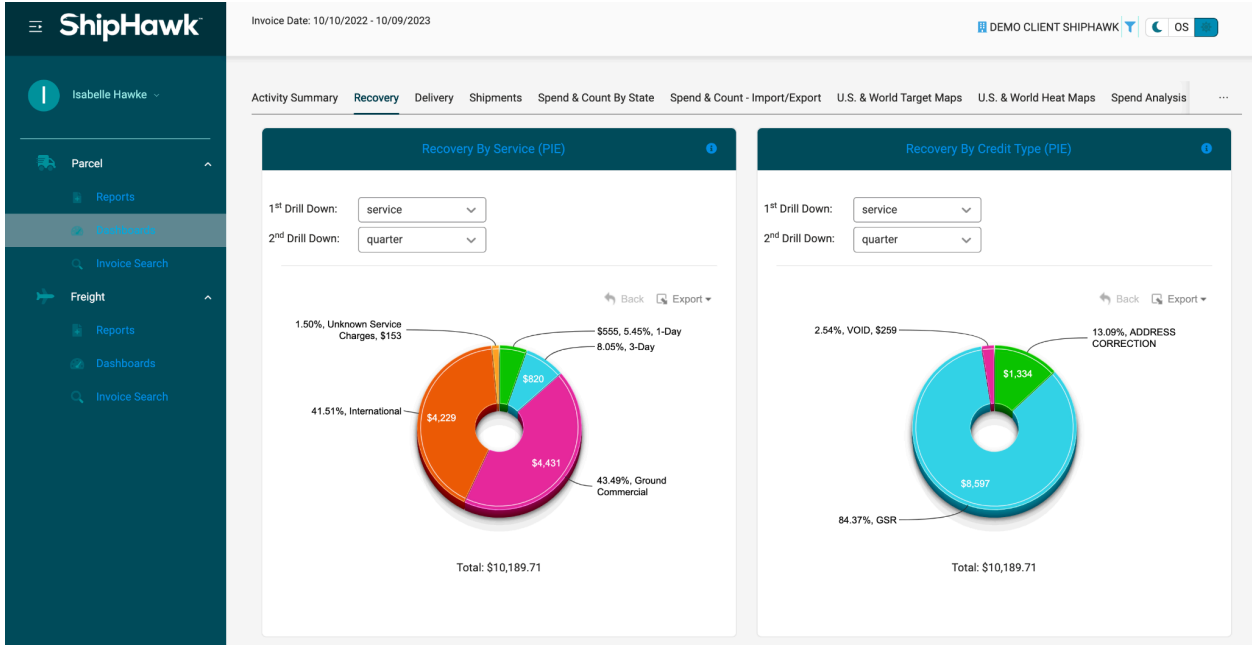 ShipHawk™
Invoice Date: 10/10/2022 - 10/09/2023
DEMO CLIENT SHIPHAWK
OS
I
Isabelle Hawke
Parcel
Reports
Dashboards
Invoice Search
Freight
Reports
Dashboards
Invoice Search
Activity Summary Recovery Delivery Shipments Spend & Count By State Spend & Count - Import/Export U.S. & World Target Maps U.S. & World Heat Maps Spend Analysis ...
Recovery By Service (PIE)
1st Drill Down: service
2nd Drill Down: quarter
Back Export
1.50%, Unknown Service
Charges, $153
$555, 5.45%, 1-Day
8.05%, 3-Day
$820
41.51%, International
$4,229
$4,431
43.49%, Ground
Commercial
Total: $10,189.71
Recovery By Credit Type (PIE)
1st Drill Down: service
2nd Drill Down: quarter
Back Export
2.54%, VOID, $259
13.09%, ADDRESS
CORRECTION
$1,334
$8,597
84.37%, GSR
Total: $10,189.71